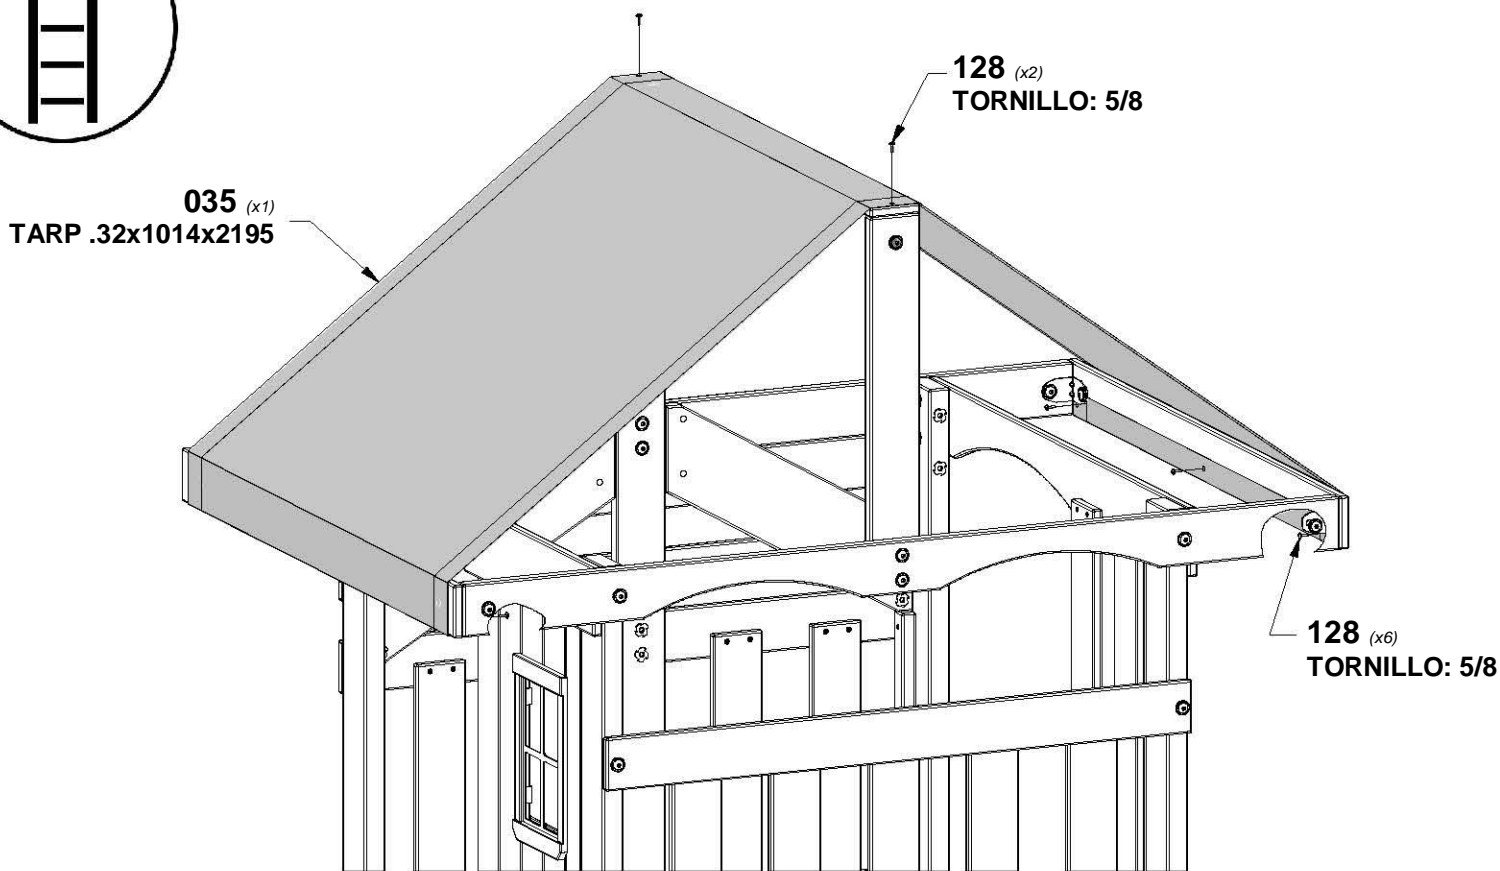 128 (x2)
TORNILLO: 5/8
035 (x1)
TARP .32x1014x2195
128 (x6)
TORNILLO: 5/8